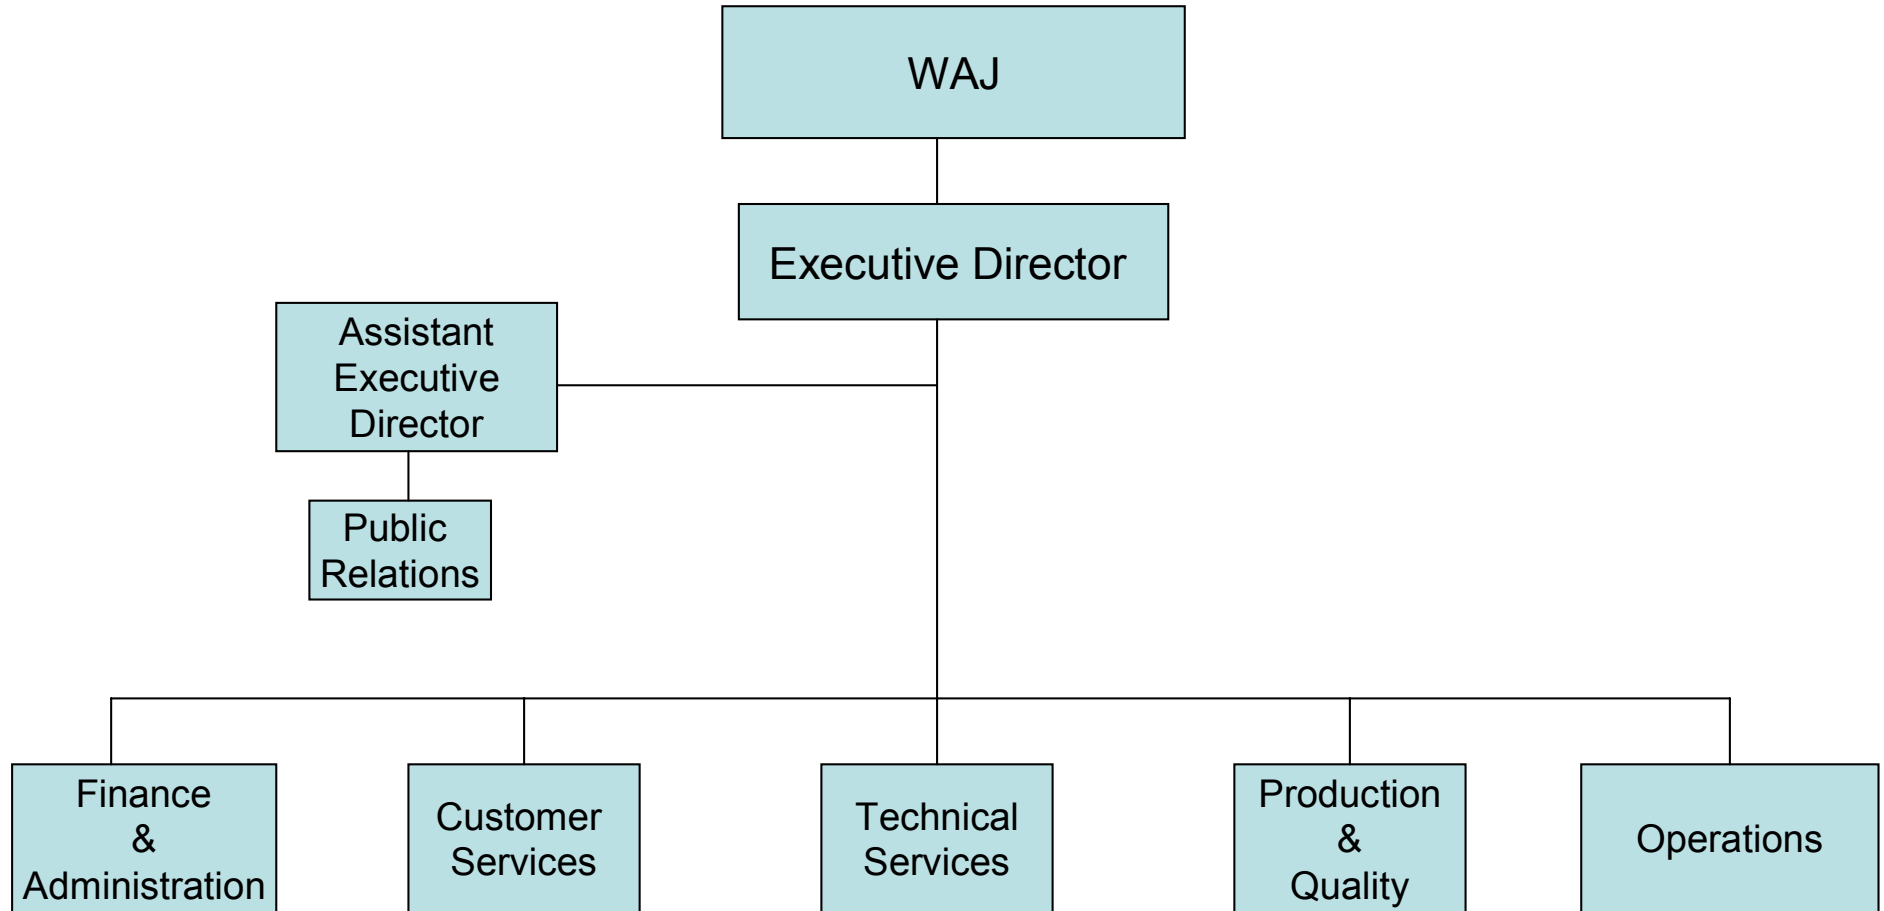 WAJ
Executive Director
Assistant
Executive
Director
Public
Relations
Finance
&
Administration
Customer
Services
Technical
Services
Production
&
Quality
Operations